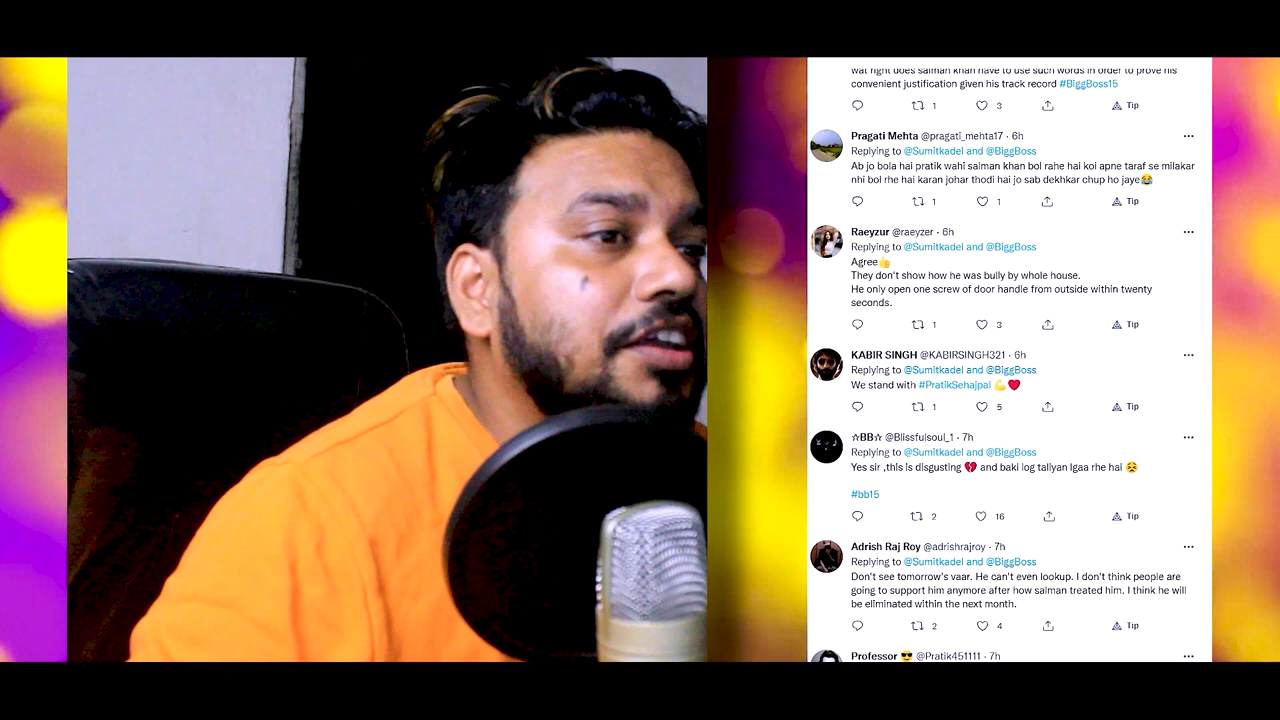 wat right does salman khan have to use such words in order to prove his
convenient justification given his track record #BiggBoss15
1 3 Tip
Pragati Mehta @pragati_mehta17 · 6h
Replying to @Sumitkadel and @BiggBoss
Ab jo bola hai pratik wahi salman khan bol rahe hai koi apne taraf se milakar
nhi bol rhe hai karan johar thodi hai jo sab dekhkar chup ho jaye😂
1 1 Tip
Raeyzur @raeyzer · 6h
Replying to @Sumitkadel and @BiggBoss
Agree👍
They don't show how he was bully by whole house.
He only open one screw of door handle from outside within twenty
seconds.
1 3 Tip
KABIR SINGH @KABIRSINGH321 · 6h
Replying to @Sumitkadel and @BiggBoss
We stand with #PratikSehajpal 💪❤️
1 5 Tip
☆BB☆ @Blissfulsoul_1 · 7h
Replying to @Sumitkadel and @BiggBoss
Yes sir ,this is disgusting 💔 and baki log taliyan lgaa rhe hai 😣
#bb15
2 16 Tip
Adrish Raj Roy @adrishrajroy · 7h
Replying to @Sumitkadel and @BiggBoss
Don't see tomorrow's vaar. He can't even lookup. I don't think people are
going to support him anymore after how salman treated him. I think he will
be eliminated within the next month.
2 4 Tip
Professor 😎 @Pratik451111 · 7h